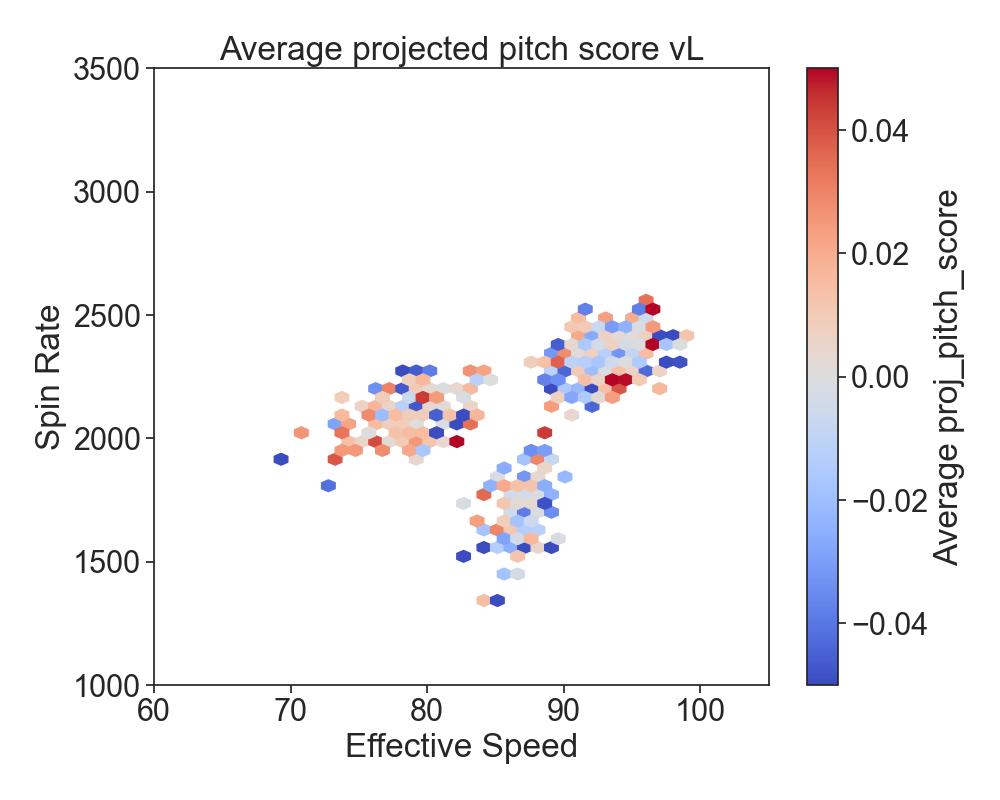 Average projected pitch score vL
3500
3000
2500
2000
1500
1000
Spin Rate
60 70 80 90 100
Effective Speed
0.04
0.02
0.00
−0.02
−0.04
Average proj_pitch_score